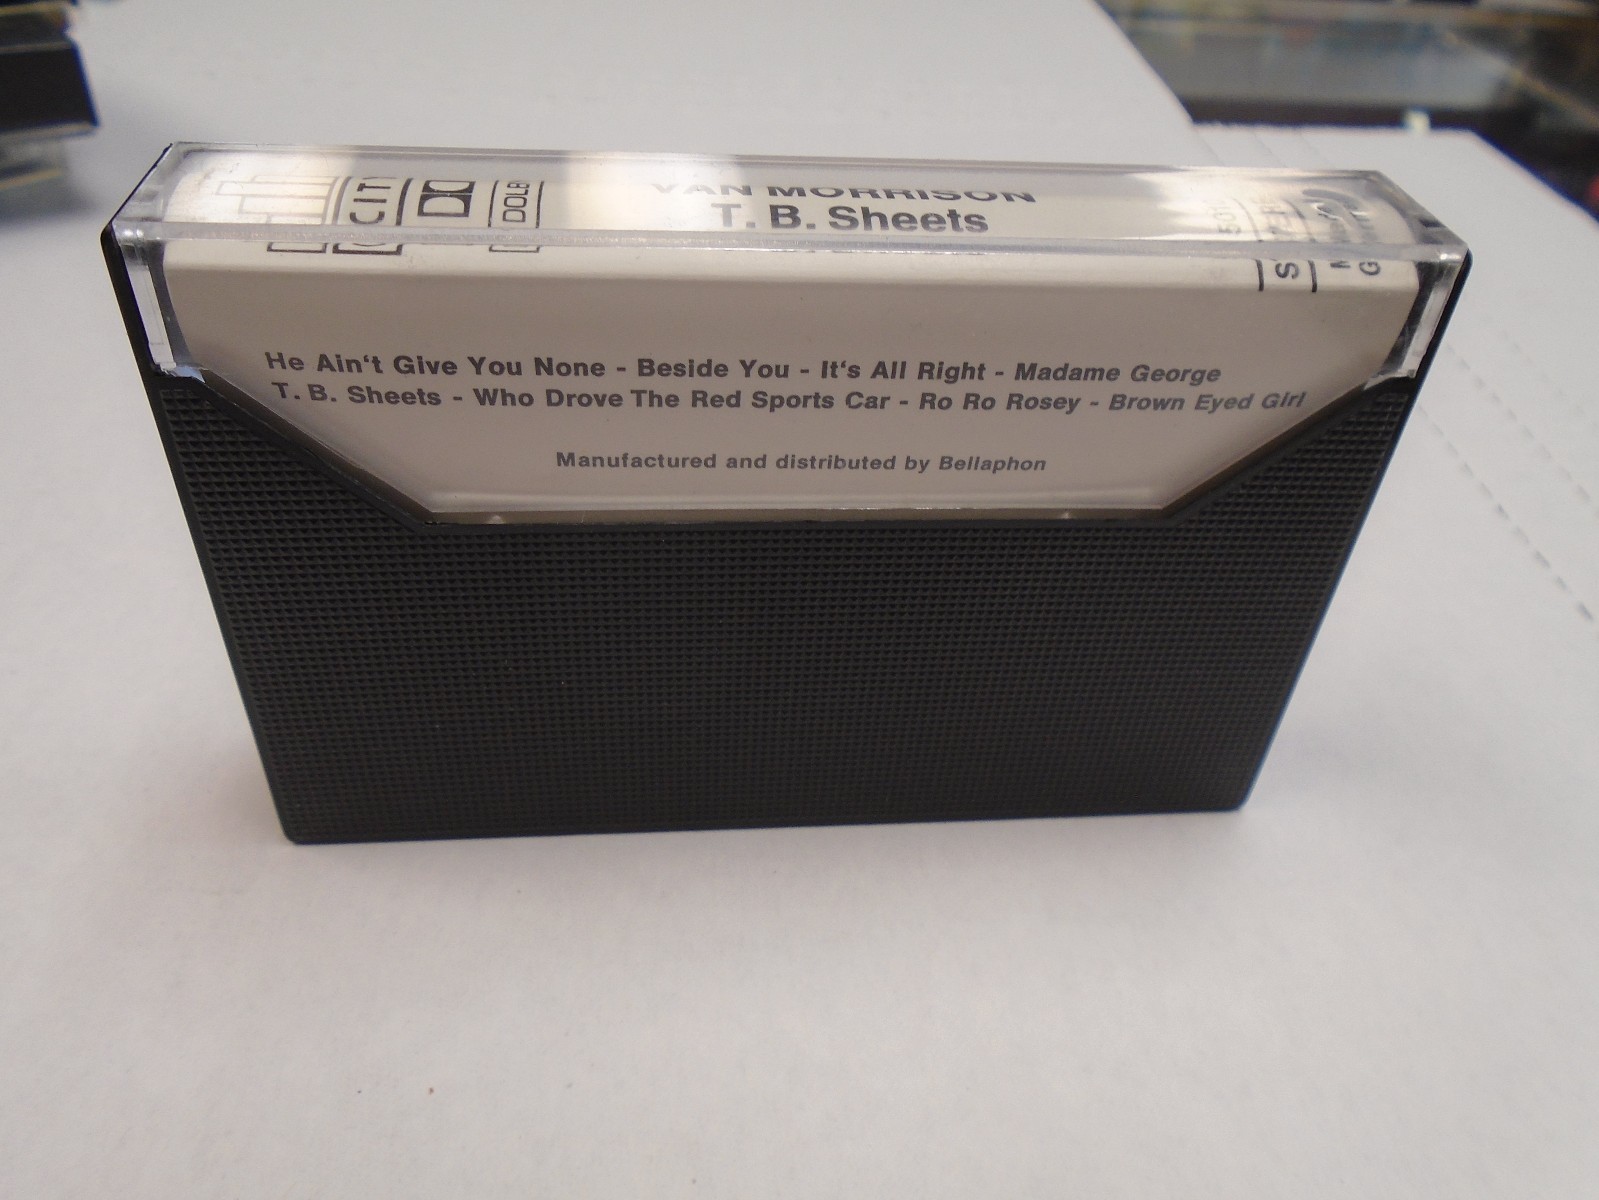 VAN MORRISON
T. B. Sheets
DOLB
He Ain't Give You None - Beside You - It's All Right - Madame George
T. B. Sheets - Who Drove The Red Sports Car - Ro Ro Rosey - Brown Eyed Girl
Manufactured and distributed by Bellaphon